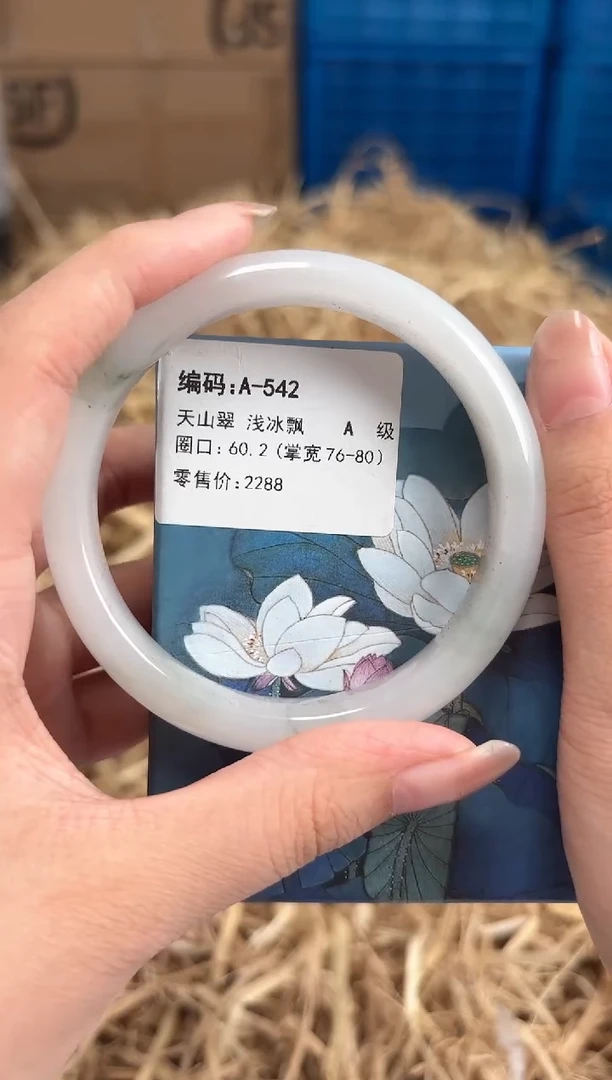 编码:A-542
天山翠 浅冰飘 A 级
圈口:60.2(掌宽76-80)
零售价:2288